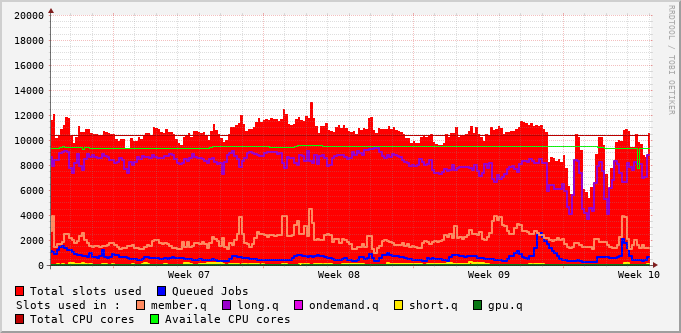 20000
18000
16000
14000
12000
10000
8000
6000
4000
2000
0
RRDTOOL / TOBI OETIKER
Week 07 Week 08 Week 09 Week 10
Total slots used Queued Jobs
Slots used in : member.q long.q ondemand.q short.q gpu.q
Total CPU cores Availale CPU cores